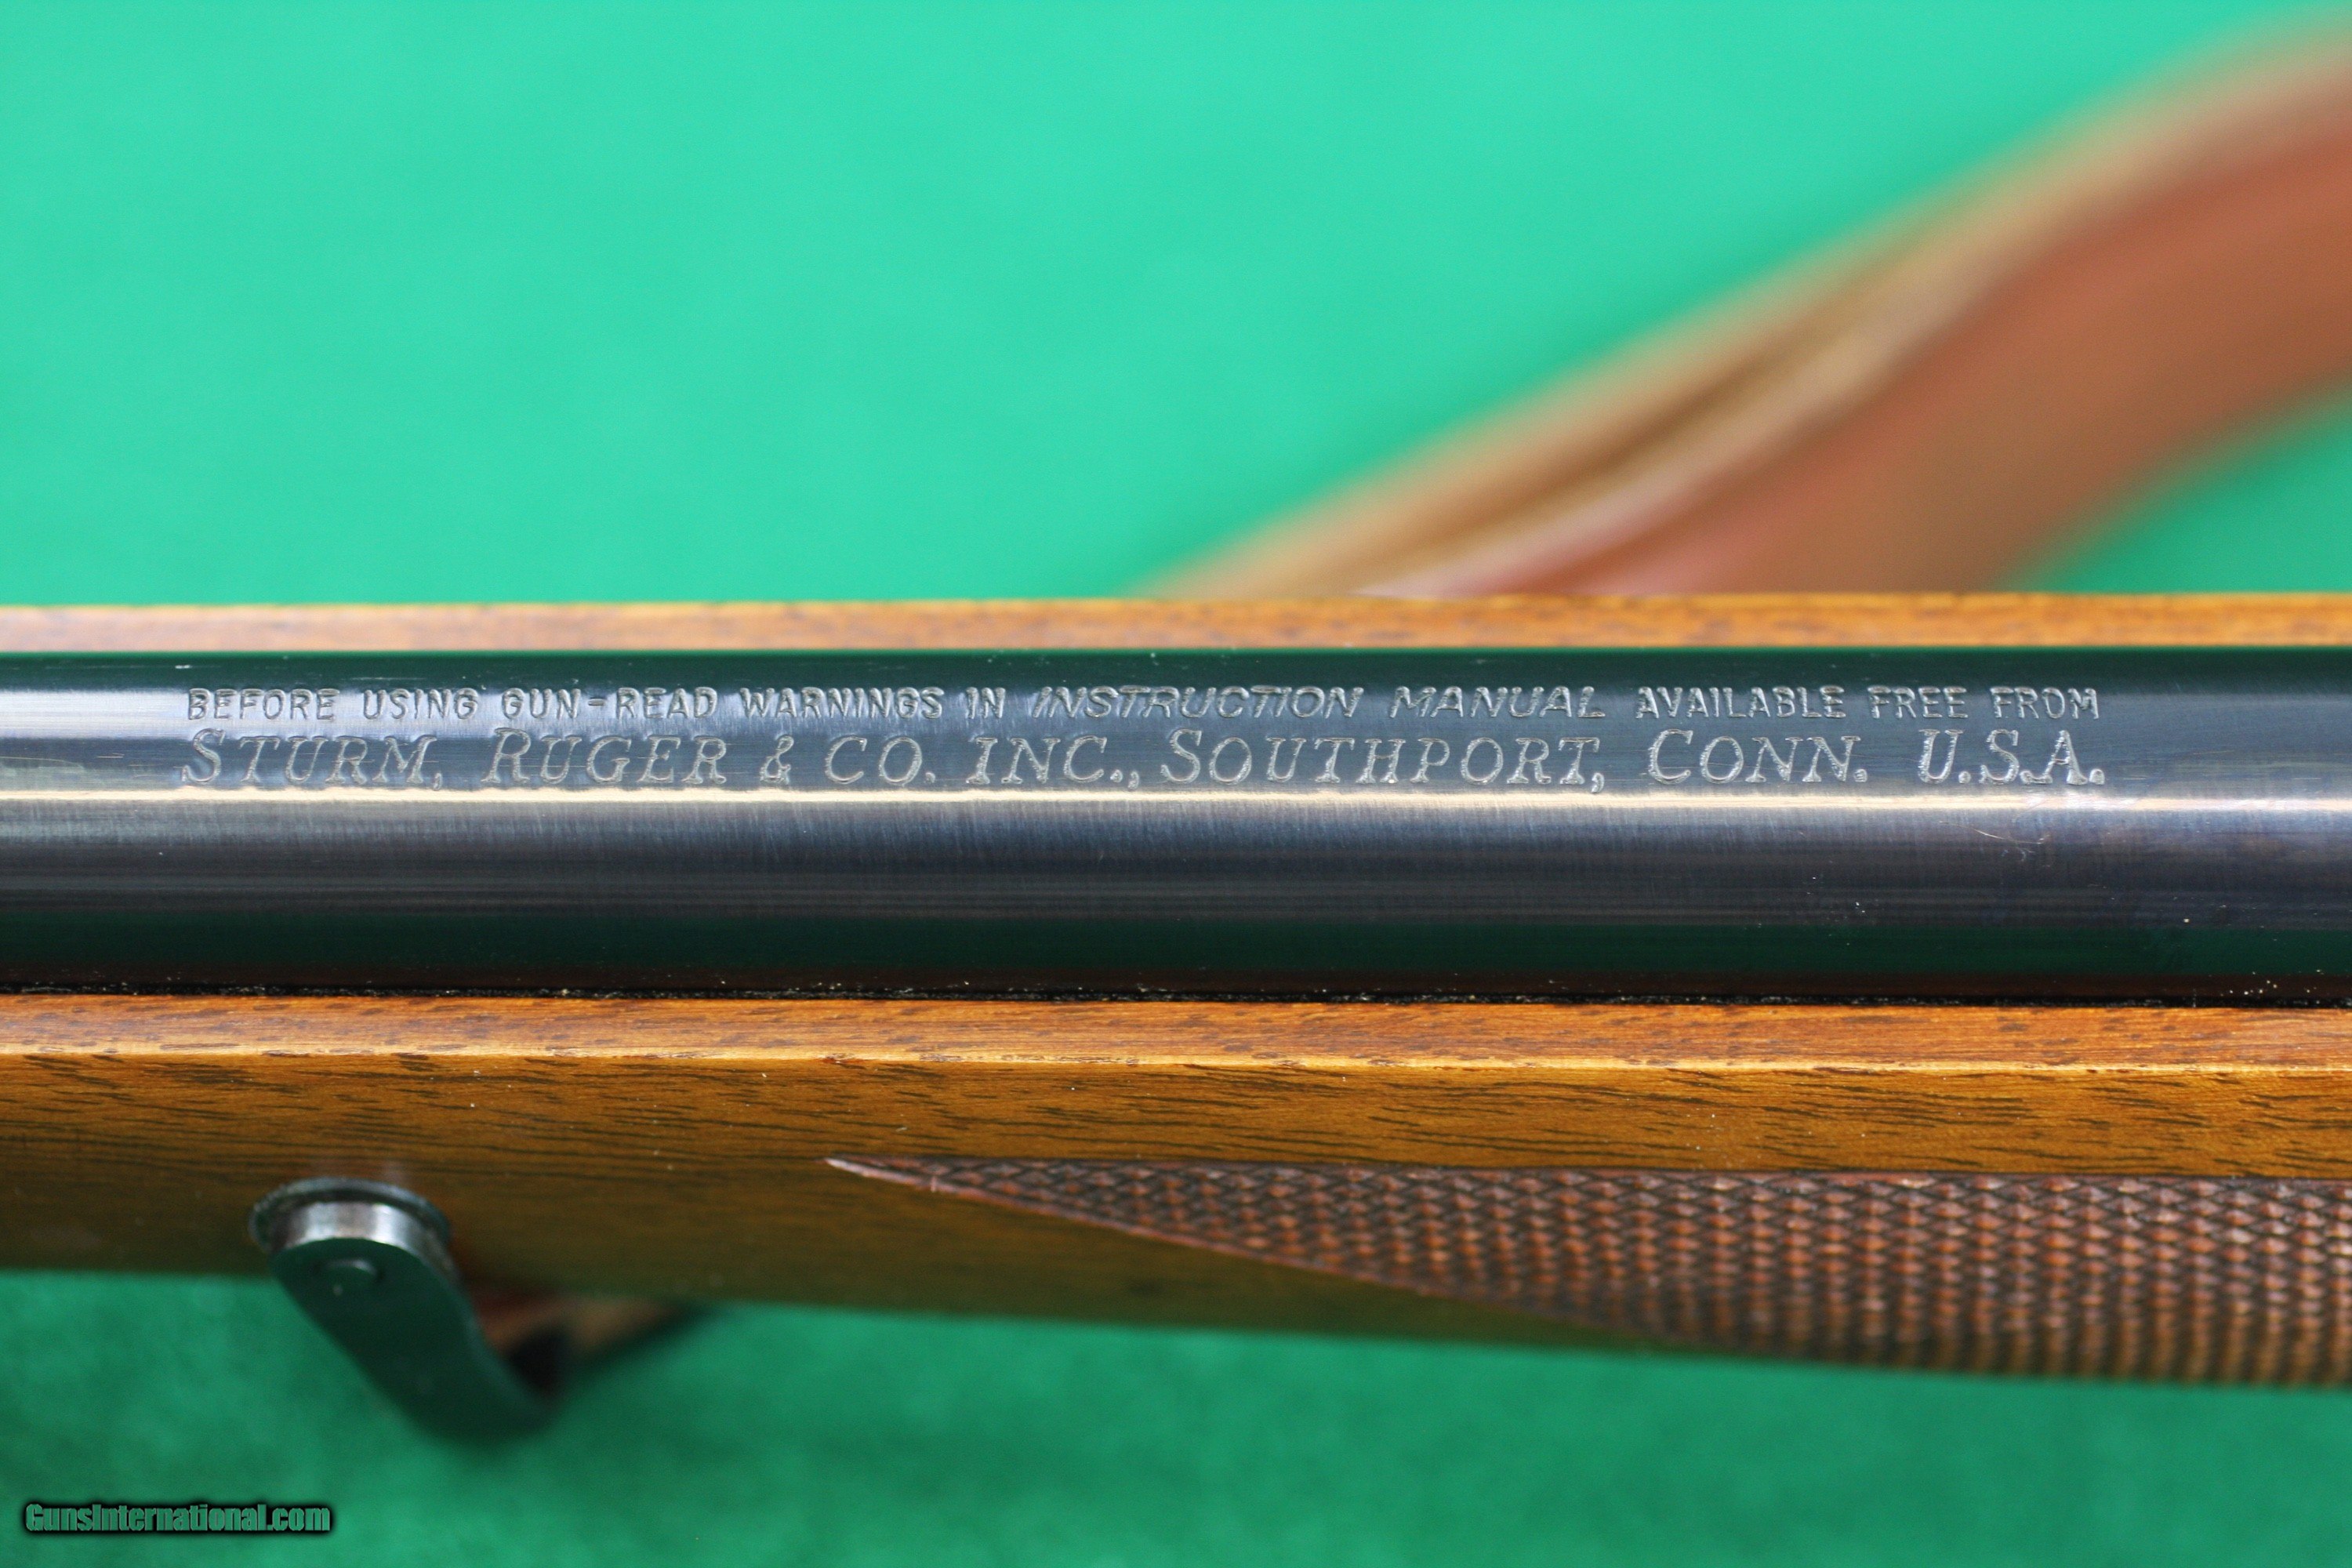 BEFORE USING GUN-READ WARNINGS IN INSTRUCTION MANUAL AVAILABLE FREE FROM
STURM, RUGER & CO. INC., SOUTHPORT, CONN. U.S.A.
GunsInternational.com